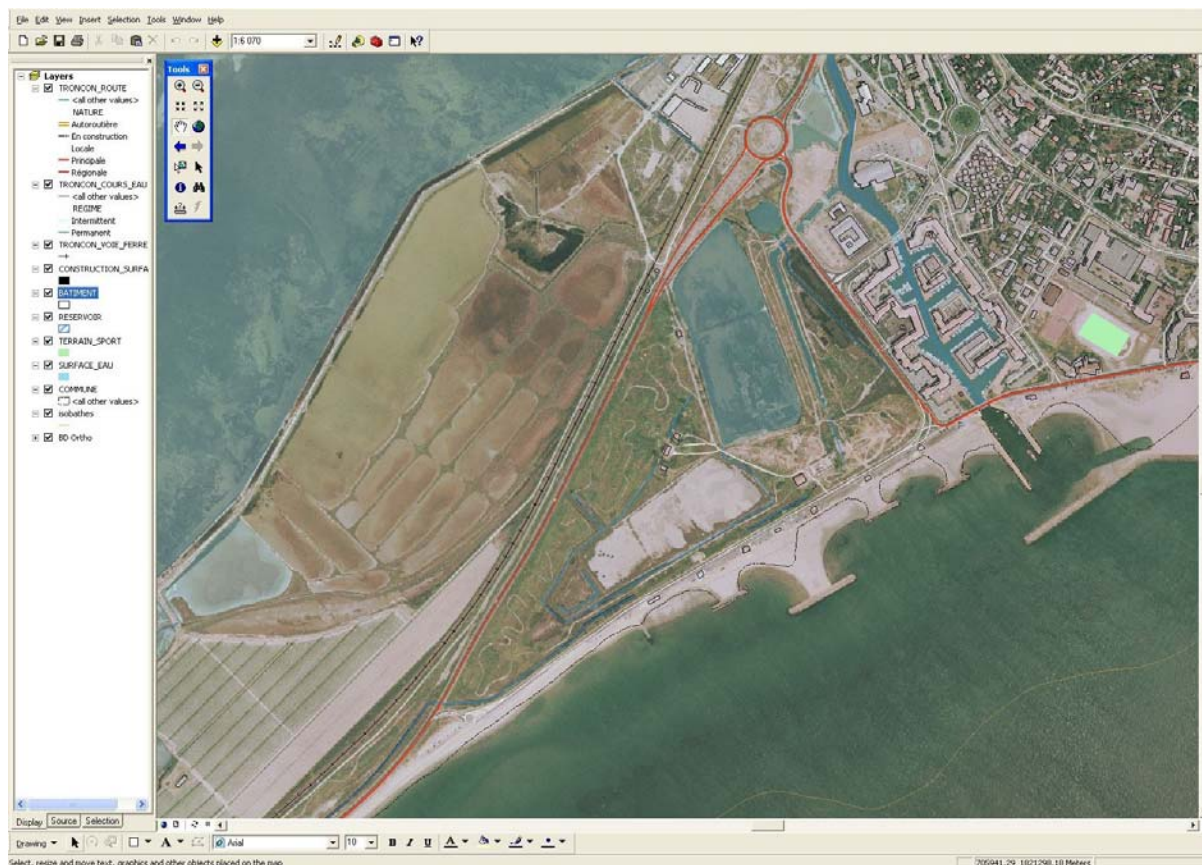 File Edit View Insert Selection Tools Window Help
1:6 070
Layers
TRONCON_ROUTE
<all other values>
NATURE
Autoroutière
En construction
Locale
Principale
Régionale
TRONCON_COURS_EAU
<all other values>
REGIME
Intermittent
Permanent
TRONCON_VOIE_FERRE
CONSTRUCTION_SURFA
BATIMENT
RESERVOIR
TERRAIN_SPORT
SURFACE_EAU
COMMUNE
<all other values>
isobathes
BD-Ortho
Tools
Display Source Selection
Drawing A Arial 10 B I U A
Select, resize and move text, graphics and other objects placed on the map
705941.29 1821298.18 Meters